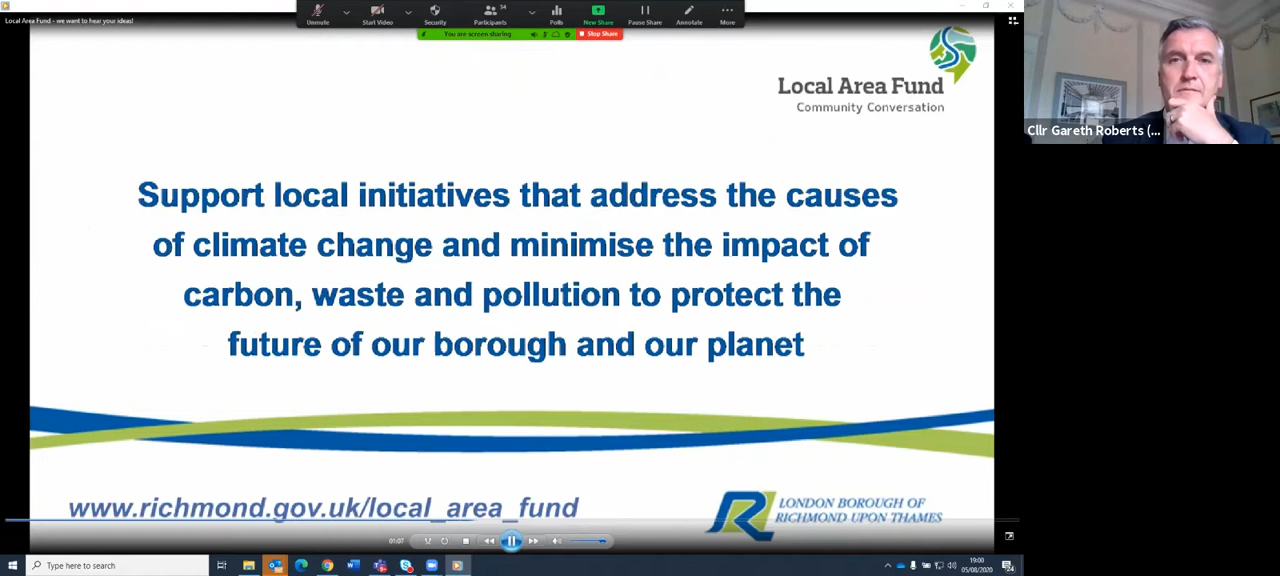 Local Area Fund - we want to hear your ideas!
Unmute
Start Video
Security
34
Participants
Polls
New Share
Pause Share
Annotate
More
You are screen sharing
Stop Share
Local Area Fund
Community Conversation
Cllr Gareth Roberts (...
Support local initiatives that address the causes
of climate change and minimise the impact of
carbon, waste and pollution to protect the
future of our borough and our planet
www.richmond.gov.uk/local_area_fund
LONDON BOROUGH OF
RICHMOND UPON THAMES
01:07
Type here to search
19:00
05/08/2020
24